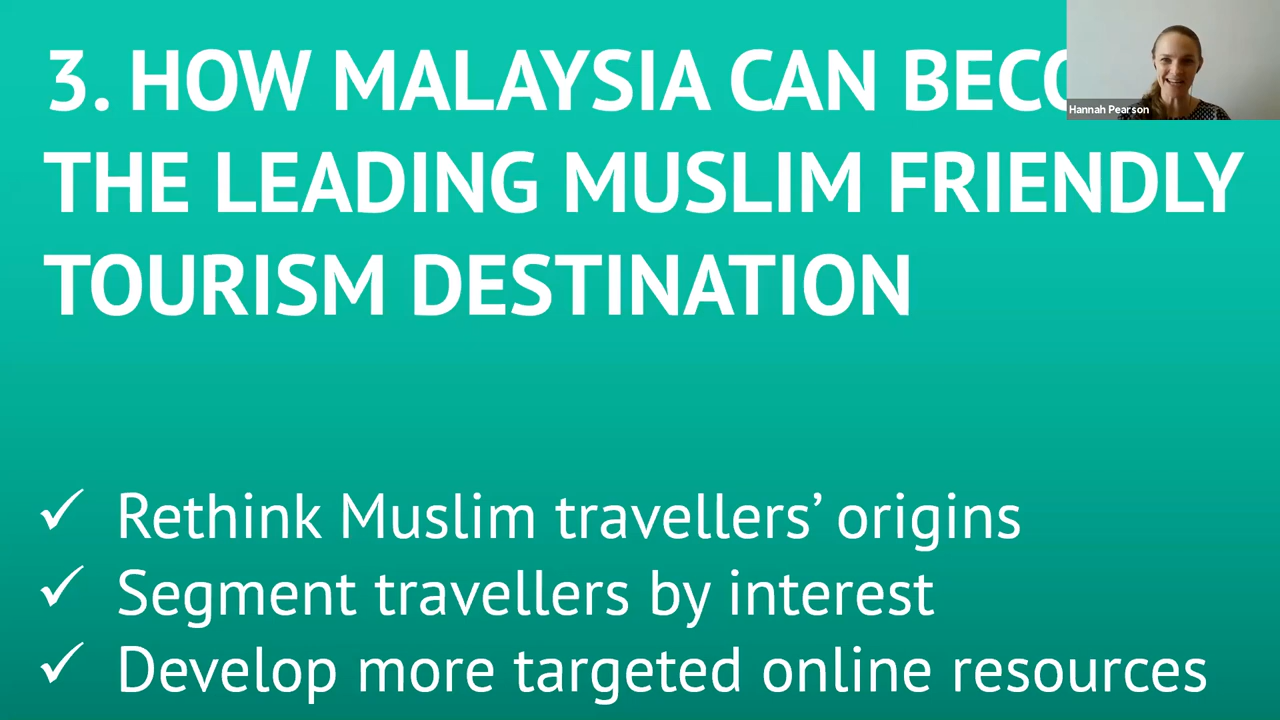 3. HOW MALAYSIA CAN BECO
THE LEADING MUSLIM FRIENDLY
TOURISM DESTINATION
Hannah Pearson
✓ Rethink Muslim travellers’ origins
✓ Segment travellers by interest
✓ Develop more targeted online resources